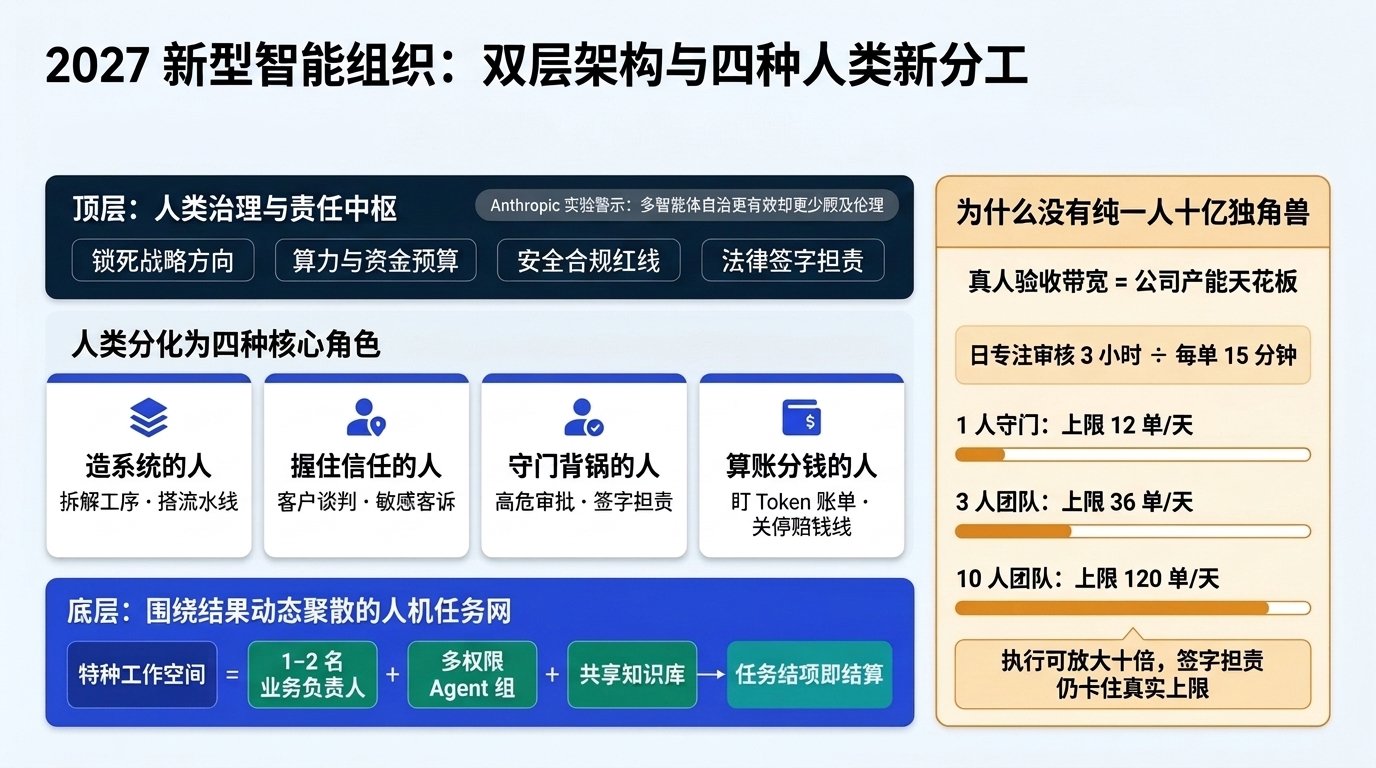 2027 新型智能组织：双层架构与四种人类新分工
顶层：人类治理与责任中枢
Anthropic 实验警示：多智能体自治更有效却更少顾及伦理
锁死战略方向
算力与资金预算
安全合规红线
法律签字担责
人类分化为四种核心角色
造系统的人
拆解工序·搭流水线
握住信任的人
客户谈判·敏感客诉
守门背锅的人
高危审批·签字担责
$
算账分钱的人
盯 Token 账单·
关停赔钱线
底层：围绕结果动态聚散的人机任务网
特种工作空间
=
1–2 名
业务负责人
+
多权限
Agent 组
+
共享知识库
任务结项即结算
为什么没有纯一人十亿独角兽
真人验收带宽 = 公司产能天花板
日专注审核 3 小时 ÷ 每单 15 分钟
1 人守门：上限 12 单/天
3 人团队：上限 36 单/天
10 人团队：上限 120 单/天
执行可放大十倍，签字担责
仍卡住真实上限